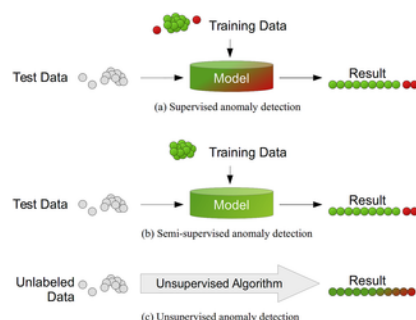 Training Data
Test Data
Model
Result
(a) Supervised anomaly detection
Training Data
Test Data
Model
Result
(b) Semi-supervised anomaly detection
Unlabeled
Data
Unsupervised Algorithm
Result
(c) Unsupervised anomaly detection